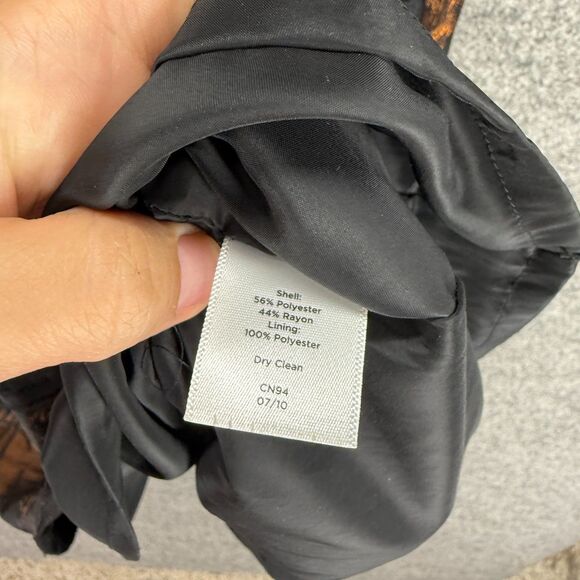 Shell:
56% Polyester
44% Rayon
Lining:
100% Polyester
Dry Clean
CN94
07/10